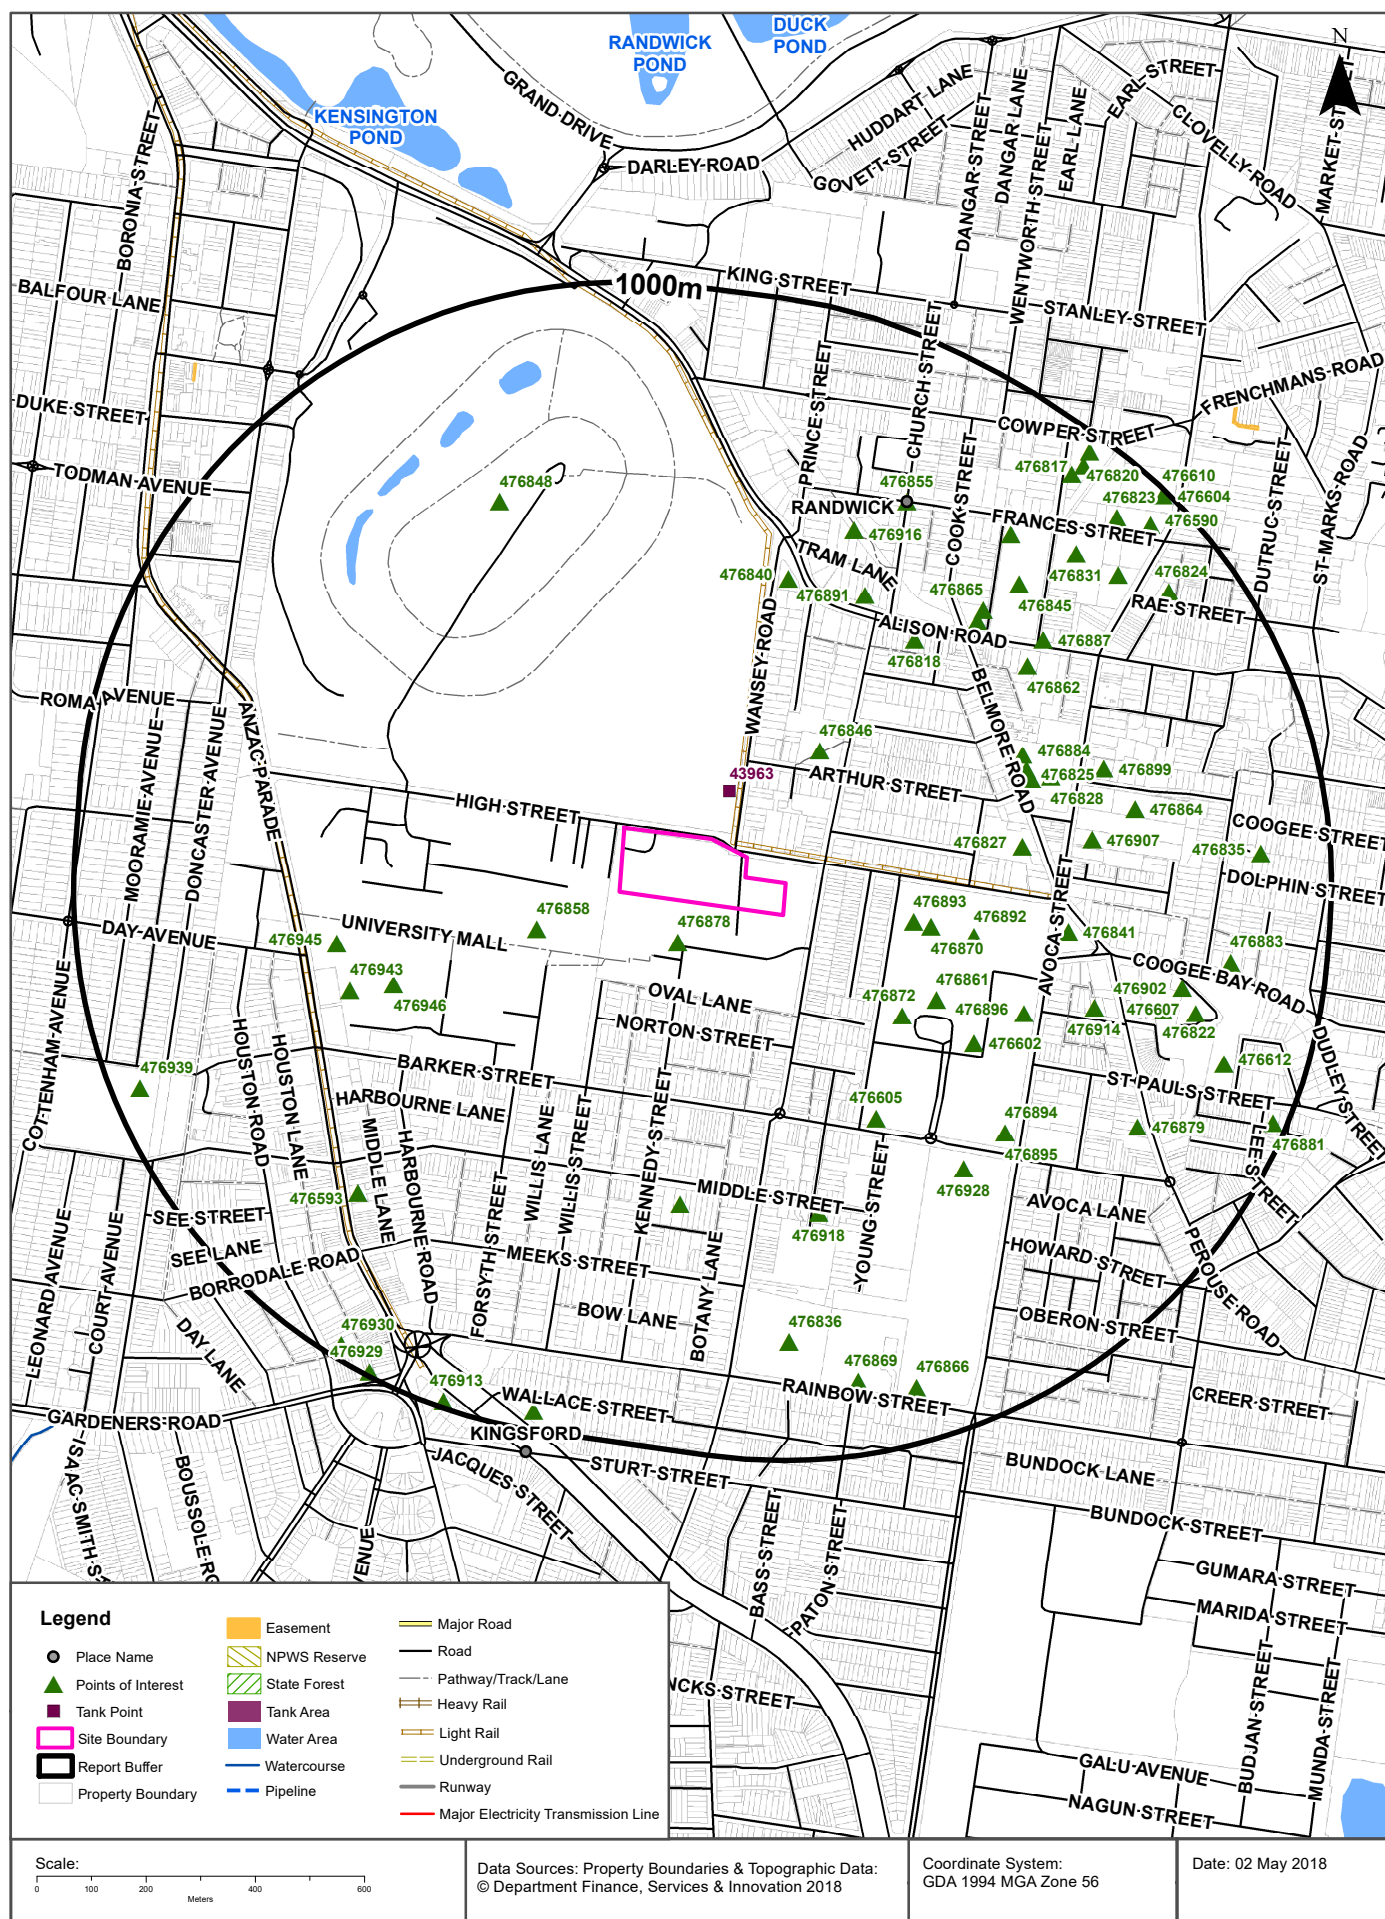 DUCK
POND
RANDWICK
POND
N
KENSINGTON
POND
GRAND DRIVE
DARLEY ROAD
HUDDART LANE
GOVETT STREET
DANGAR STREET
DANGAR LANE
WENTWORTH STREET
EARL LANE
EARL STREET
CLOVELLY ROAD
BORONIA STREET
BALFOUR LANE
1000m
KING STREET
STANLEY STREET
FRENCHMANS ROAD
DUKE STREET
TODMAN AVENUE
PRINCE STREET
CHURCH STREET
COOK STREET
COWPER STREET
476817
476820
476610
476604
476823
476590
476848
476855
RANDWICK
476916
FRANCES STREET
TRAM LANE
476840
476891
476865
476831
476824
476845
RAE STREET
DUTRUC STREET
ST MARKS ROAD
ALISON ROAD
476818
476887
476862
WANSEY ROAD
BELMORE ROAD
ROMA AVENUE
MOORAMIE AVENUE
DONCASTER AVENUE
ANZAC PARADE
476846
43963
ARTHUR STREET
476884
476825
476828
476899
476864
HIGH STREET
476827
476907
476835
COOGEE STREET
DOLPHIN STREET
476858
476878
UNIVERSITY MALL
476945
476943
476946
DAY AVENUE
476893
476892
476870
476841
476883
AVOCA STREET
COOGEE BAY ROAD
476861
476872
476896
476602
476902
476607
476822
476914
476612
OVAL LANE
NORTON STREET
COTTENHAM AVENUE
HOUSTON ROAD
HOUSTON LANE
476939
BARKER STREET
HARBOURNE LANE
476605
476894
476895
ST PAULS STREET
476879
476881
DUDLEY STREET
LEE STREET
476593
MIDDLE LANE
HARBOURNE ROAD
FORSYTH STREET
WILLIS LANE
WILLIS STREET
KENNEDY STREET
MIDDLE STREET
476918
YOUNG STREET
476928
AVOCA LANE
HOWARD STREET
PEROUSE ROAD
SEE STREET
SEE LANE
BORRODALE ROAD
LEONARD AVENUE
COURT AVENUE
DAY LANE
MEEKS STREET
BOW LANE
BOTANY LANE
OBERON STREET
476930
476929
476913
476836
476869
476866
RAINBOW STREET
WALLACE STREET
CREER STREET
GARDENERS ROAD
KINGSFORD
JACQUES STREET
STURT STREET
BUNDOCK LANE
BUNDOCK STREET
BASS STREET
PATON STREET
GUMARA STREET
MARIDA STREET
BUDJAN STREET
MUNDA STREET
GALU AVENUE
NAGUN STREET
NCKS STREET
ISAAC SMITH S
BOUSSOLE RO
VENUE
Legend
Place Name
Points of Interest
Tank Point
Site Boundary
Report Buffer
Property Boundary
Easement
NPWS Reserve
State Forest
Tank Area
Water Area
Watercourse
Pipeline
Major Road
Road
Pathway/Track/Lane
Heavy Rail
Light Rail
Underground Rail
Runway
Major Electricity Transmission Line
Scale:
0 100 200 400 600
Meters
Data Sources: Property Boundaries & Topographic Data:
© Department Finance, Services & Innovation 2018
Coordinate System:
GDA 1994 MGA Zone 56
Date: 02 May 2018